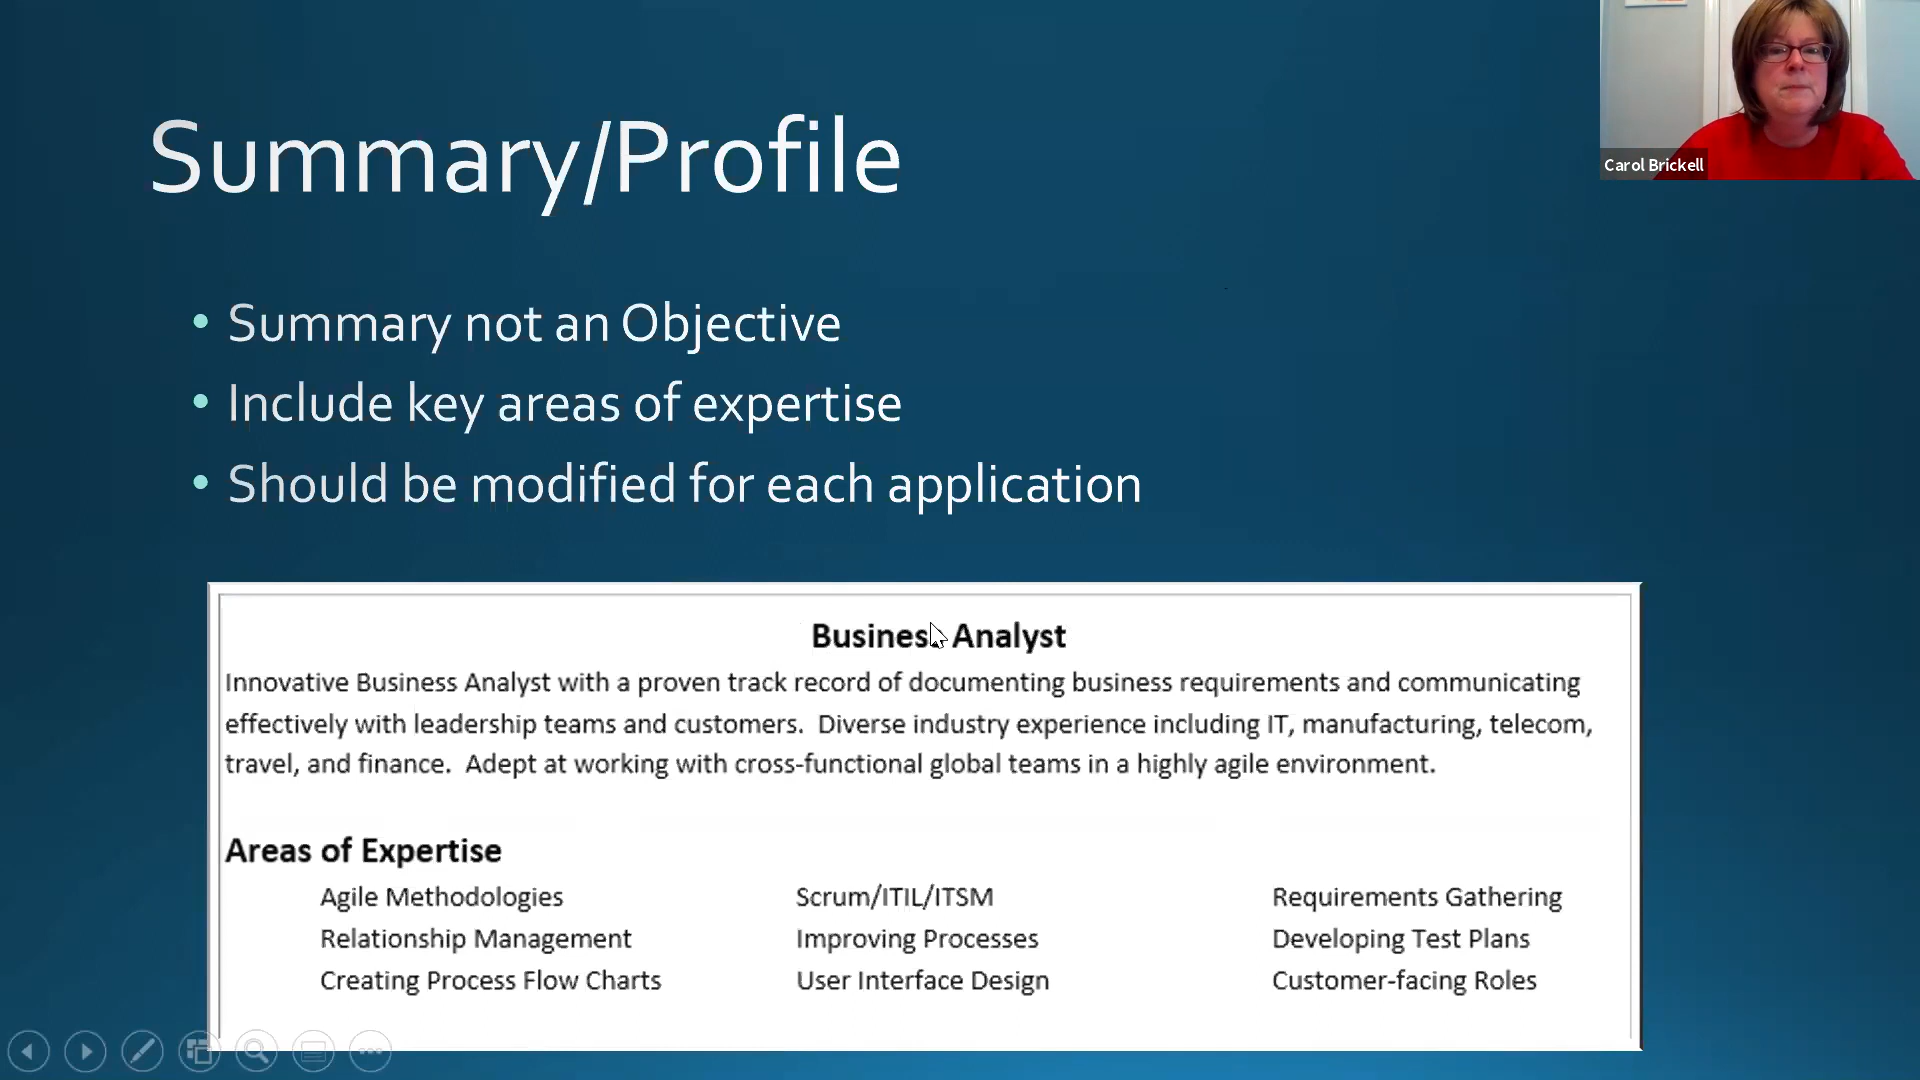 Summary/Profile
Carol Brickell
• Summary not an Objective
• Include key areas of expertise
• Should be modified for each application
Business Analyst
Innovative Business Analyst with a proven track record of documenting business requirements and communicating
effectively with leadership teams and customers.  Diverse industry experience including IT, manufacturing, telecom,
travel, and finance.  Adept at working with cross-functional global teams in a highly agile environment.
Areas of Expertise
Agile Methodologies Scrum/ITIL/ITSM Requirements Gathering
Relationship Management Improving Processes Developing Test Plans
Creating Process Flow Charts User Interface Design Customer-facing Roles